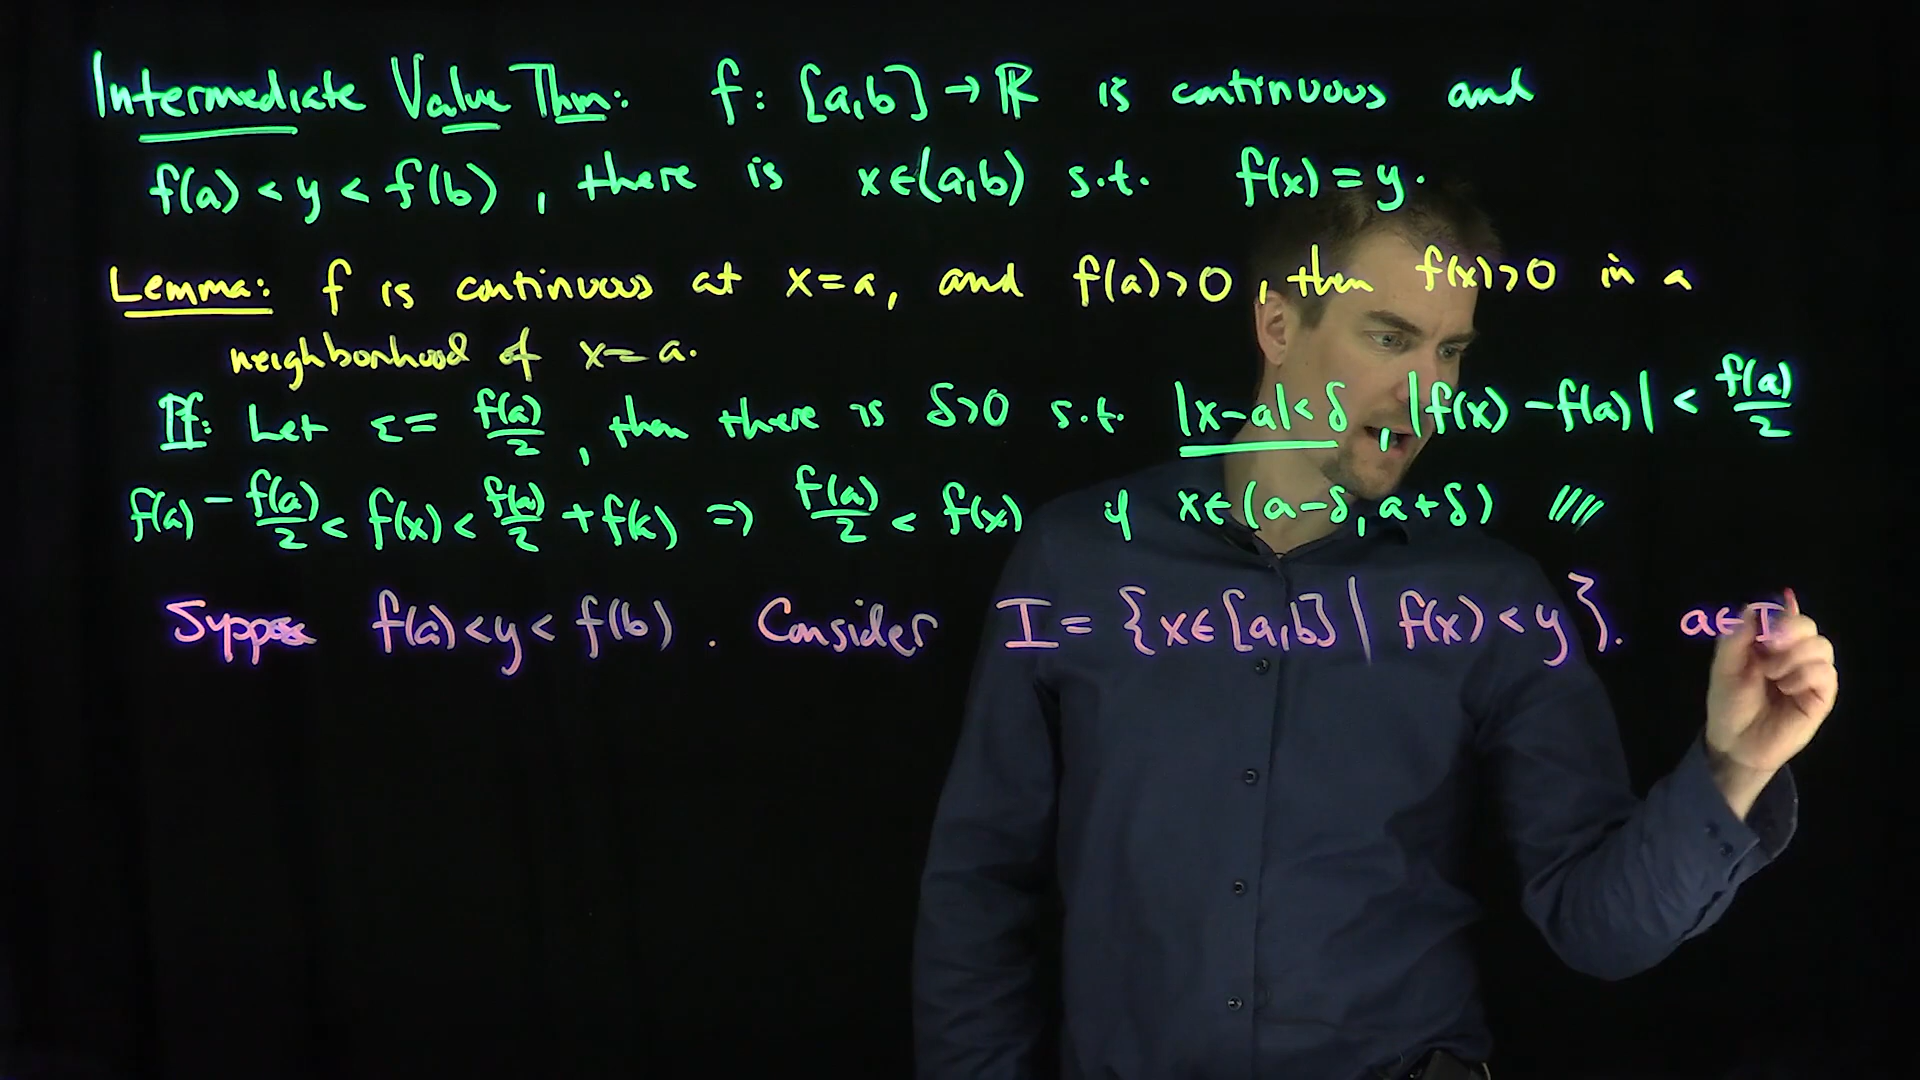 Intermediate Value Thm: f: [a,b] → ℝ is continuous and
f(a) < y < f(b), there is x∈(a,b) s.t. f(x) = y.
Lemma: f is continuous at x=a, and f(a)>0, then f(x)>0 in a
neighborhood of x=a.
Pf: Let ε = f(a)/2, then there is δ>0 s.t. |x-a|<δ, |f(x)-f(a)| < f(a)/2
f(a) - f(a)/2 < f(x) < f(a)/2 + f(a) ⇒ f(a)/2 < f(x) if x∈(a-δ, a+δ) ////
Suppose f(a)<y<f(b). Consider I = {x∈[a,b] | f(x)<y}. a∈I